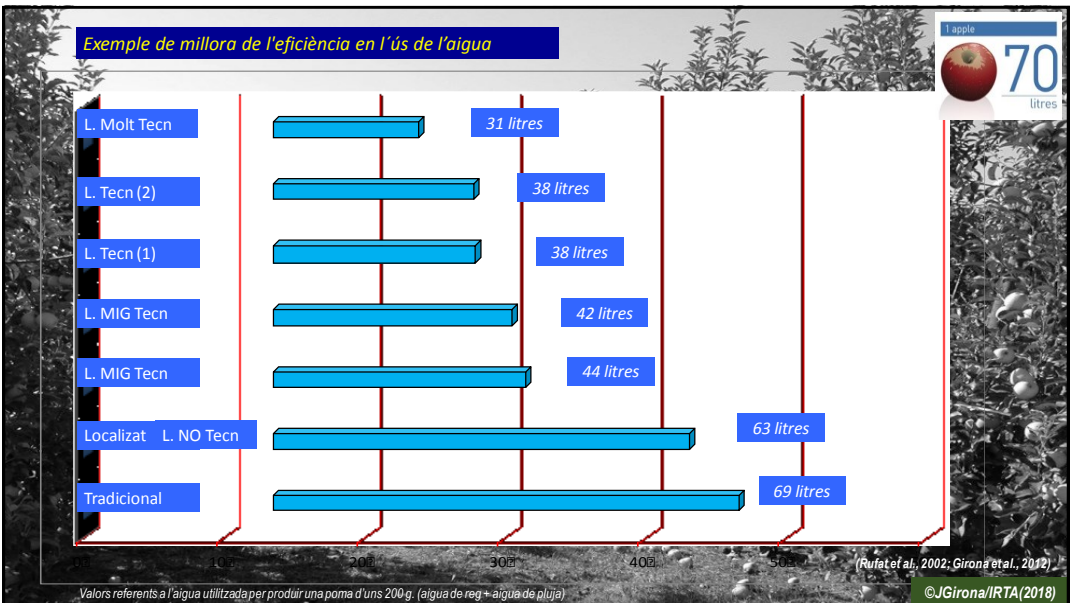 Exemple de millora de l'eficiència en l´ús de l’aigua
1 apple
70
litres
L. Molt Tecn
31 litres
L. Tecn (2)
38 litres
L. Tecn (1)
38 litres
L. MIG Tecn
42 litres
L. MIG Tecn
44 litres
Localizat L. NO Tecn
63 litres
Tradicional
69 litres
0 10 20 30 40 50
(Rufat et al., 2002; Girona et al., 2012)
Valors referents a l'aigua utilitzada per produir una poma d'uns 200 g. (aigua de reg + aigua de pluja)
©JGirona/IRTA(2018)